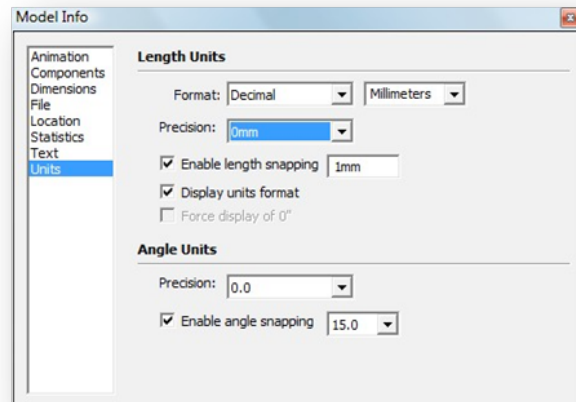 Model Info
Animation
Components
Dimensions
File
Location
Statistics
Text
Units
Length Units
Format: Decimal Millimeters
Precision: 0mm
Enable length snapping 1mm
Display units format
Force display of 0"
Angle Units
Precision: 0.0
Enable angle snapping 15.0